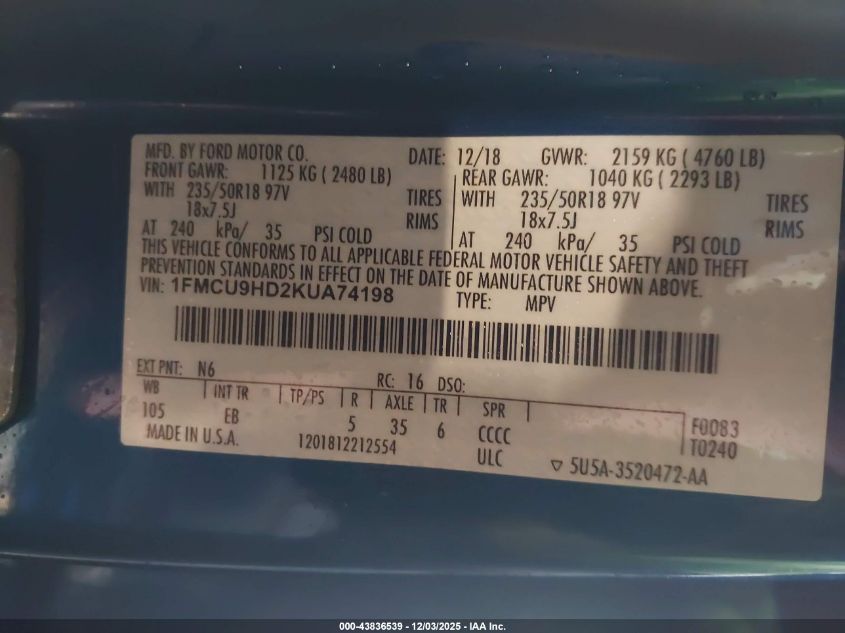 MFD. BY FORD MOTOR CO. DATE: 12/18 GVWR: 2159 KG ( 4760 LB)
FRONT GAWR: 1125 KG ( 2480 LB) REAR GAWR: 1040 KG ( 2293 LB)
WITH 235/50R18 97V TIRES WITH 235/50R18 97V TIRES
18x7.5J RIMS 18x7.5J RIMS
AT 240 kPa/ 35 PSI COLD AT 240 kPa/ 35 PSI COLD
THIS VEHICLE CONFORMS TO ALL APPLICABLE FEDERAL MOTOR VEHICLE SAFETY AND THEFT
PREVENTION STANDARDS IN EFFECT ON THE DATE OF MANUFACTURE SHOWN ABOVE.
VIN: 1FMCU9HD2KUA74198 TYPE: MPV
EXT PNT: N6 RC: 16 DSO:
WB INT TR TP/PS R AXLE TR SPR
105 EB 5 35 6 CCCC F0083
MADE IN U.S.A. 1201812212554 ULC T0240
5U5A-3520472-AA
000-43836539 - 12/03/2025 - IAA Inc.